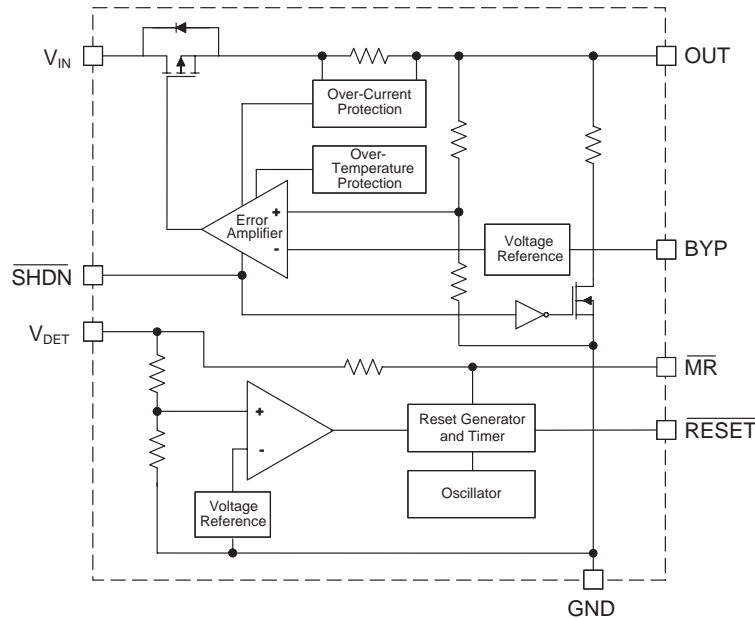 V_IN
OUT
Over-Current
Protection
Over-
Temperature
Protection
+
Error
Amplifier
-
Voltage
Reference
BYP
SHDN
V_DET
MR
+
Reset Generator
and Timer
RESET
-
Oscillator
Voltage
Reference
GND